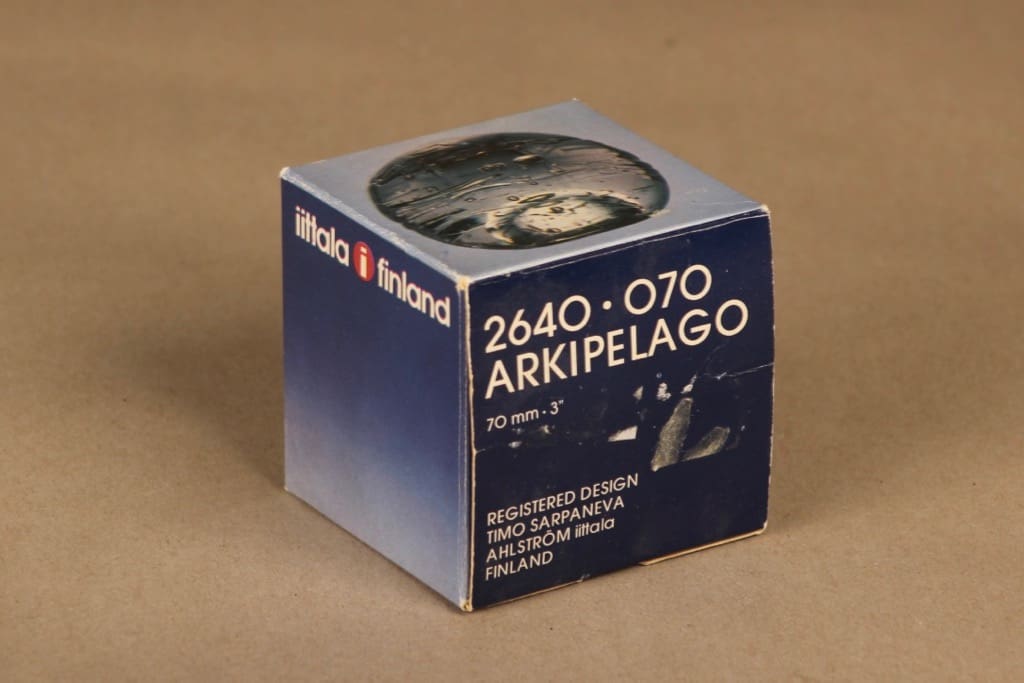 iittala i finland
2640 · 070
ARKIPELAGO
70 mm · 3"
REGISTERED DESIGN
TIMO SARPANEVA
AHLSTRÖM iittala
FINLAND